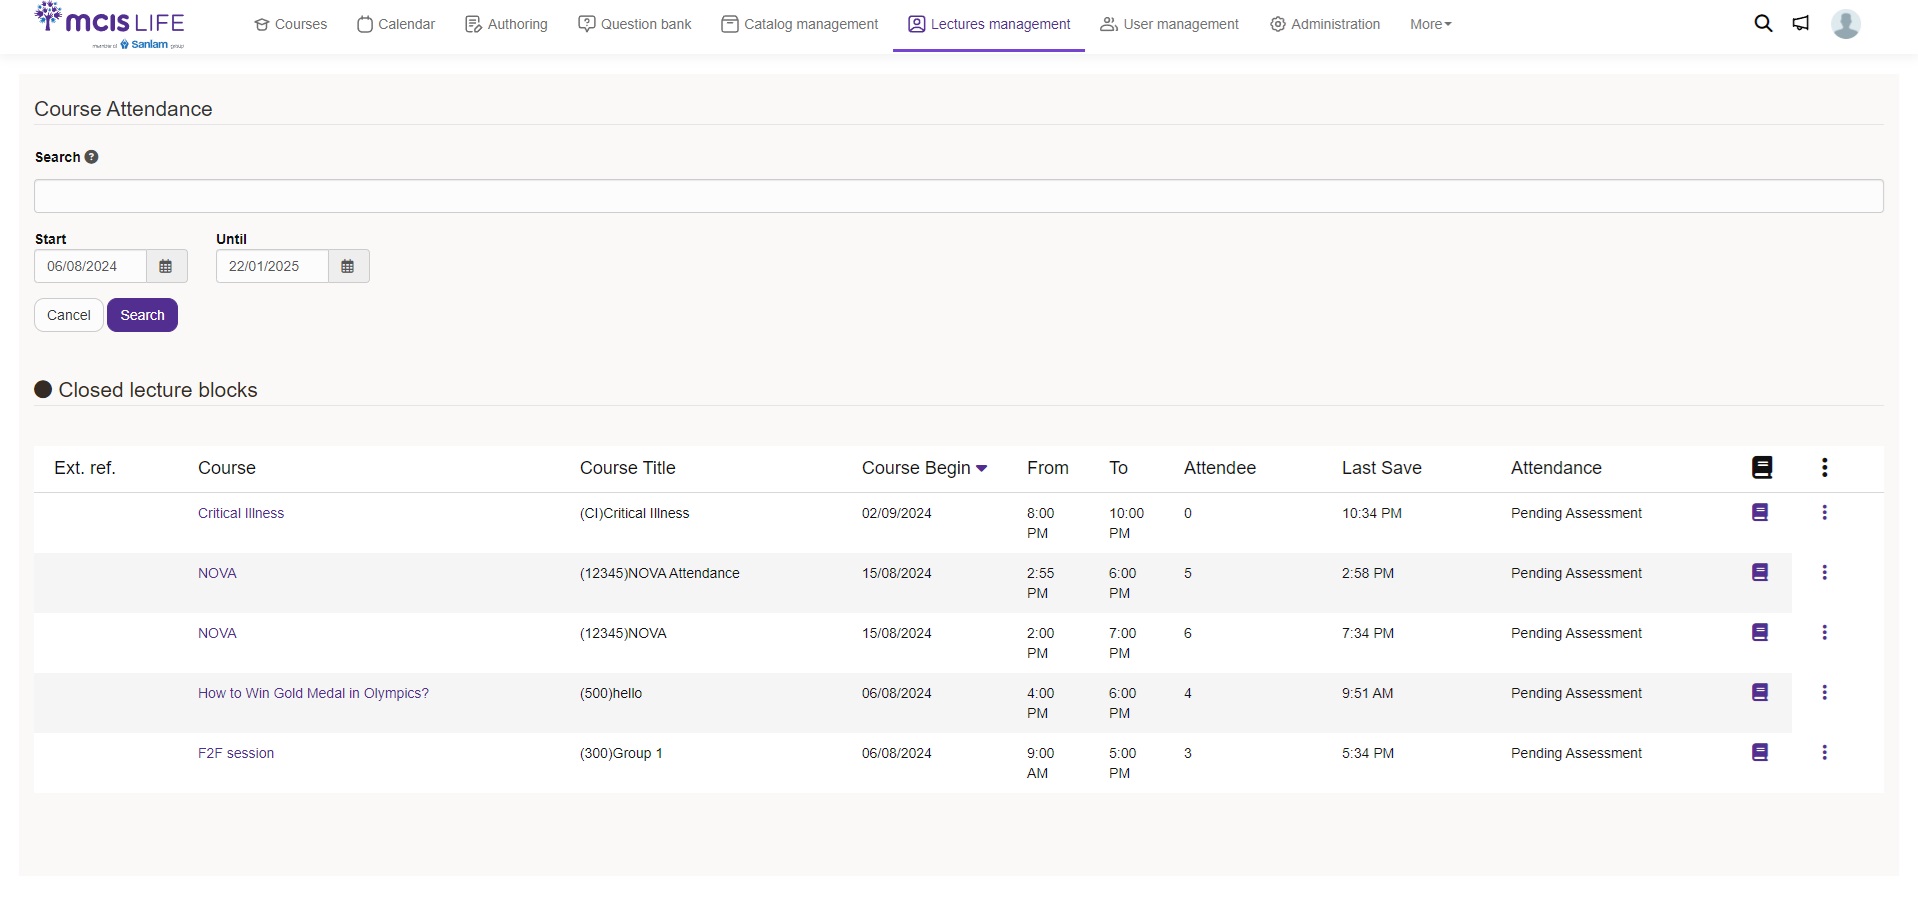 mcis LIFE
member of Sanlam group
Courses Calendar Authoring Question bank Catalog management Lectures management User management Administration More
Course Attendance
Search ?
Start Until
06/08/2024 22/01/2025
Cancel Search
Closed lecture blocks
Ext. ref. Course Course Title Course Begin From To Attendee Last Save Attendance
Critical Illness (CI)Critical Illness 02/09/2024 8:00 PM 10:00 PM 0 10:34 PM Pending Assessment
NOVA (12345)NOVA Attendance 15/08/2024 2:55 PM 6:00 PM 5 2:58 PM Pending Assessment
NOVA (12345)NOVA 15/08/2024 2:00 PM 7:00 PM 6 7:34 PM Pending Assessment
How to Win Gold Medal in Olympics? (500)hello 06/08/2024 4:00 PM 6:00 PM 4 9:51 AM Pending Assessment
F2F session (300)Group 1 06/08/2024 9:00 AM 5:00 PM 3 5:34 PM Pending Assessment